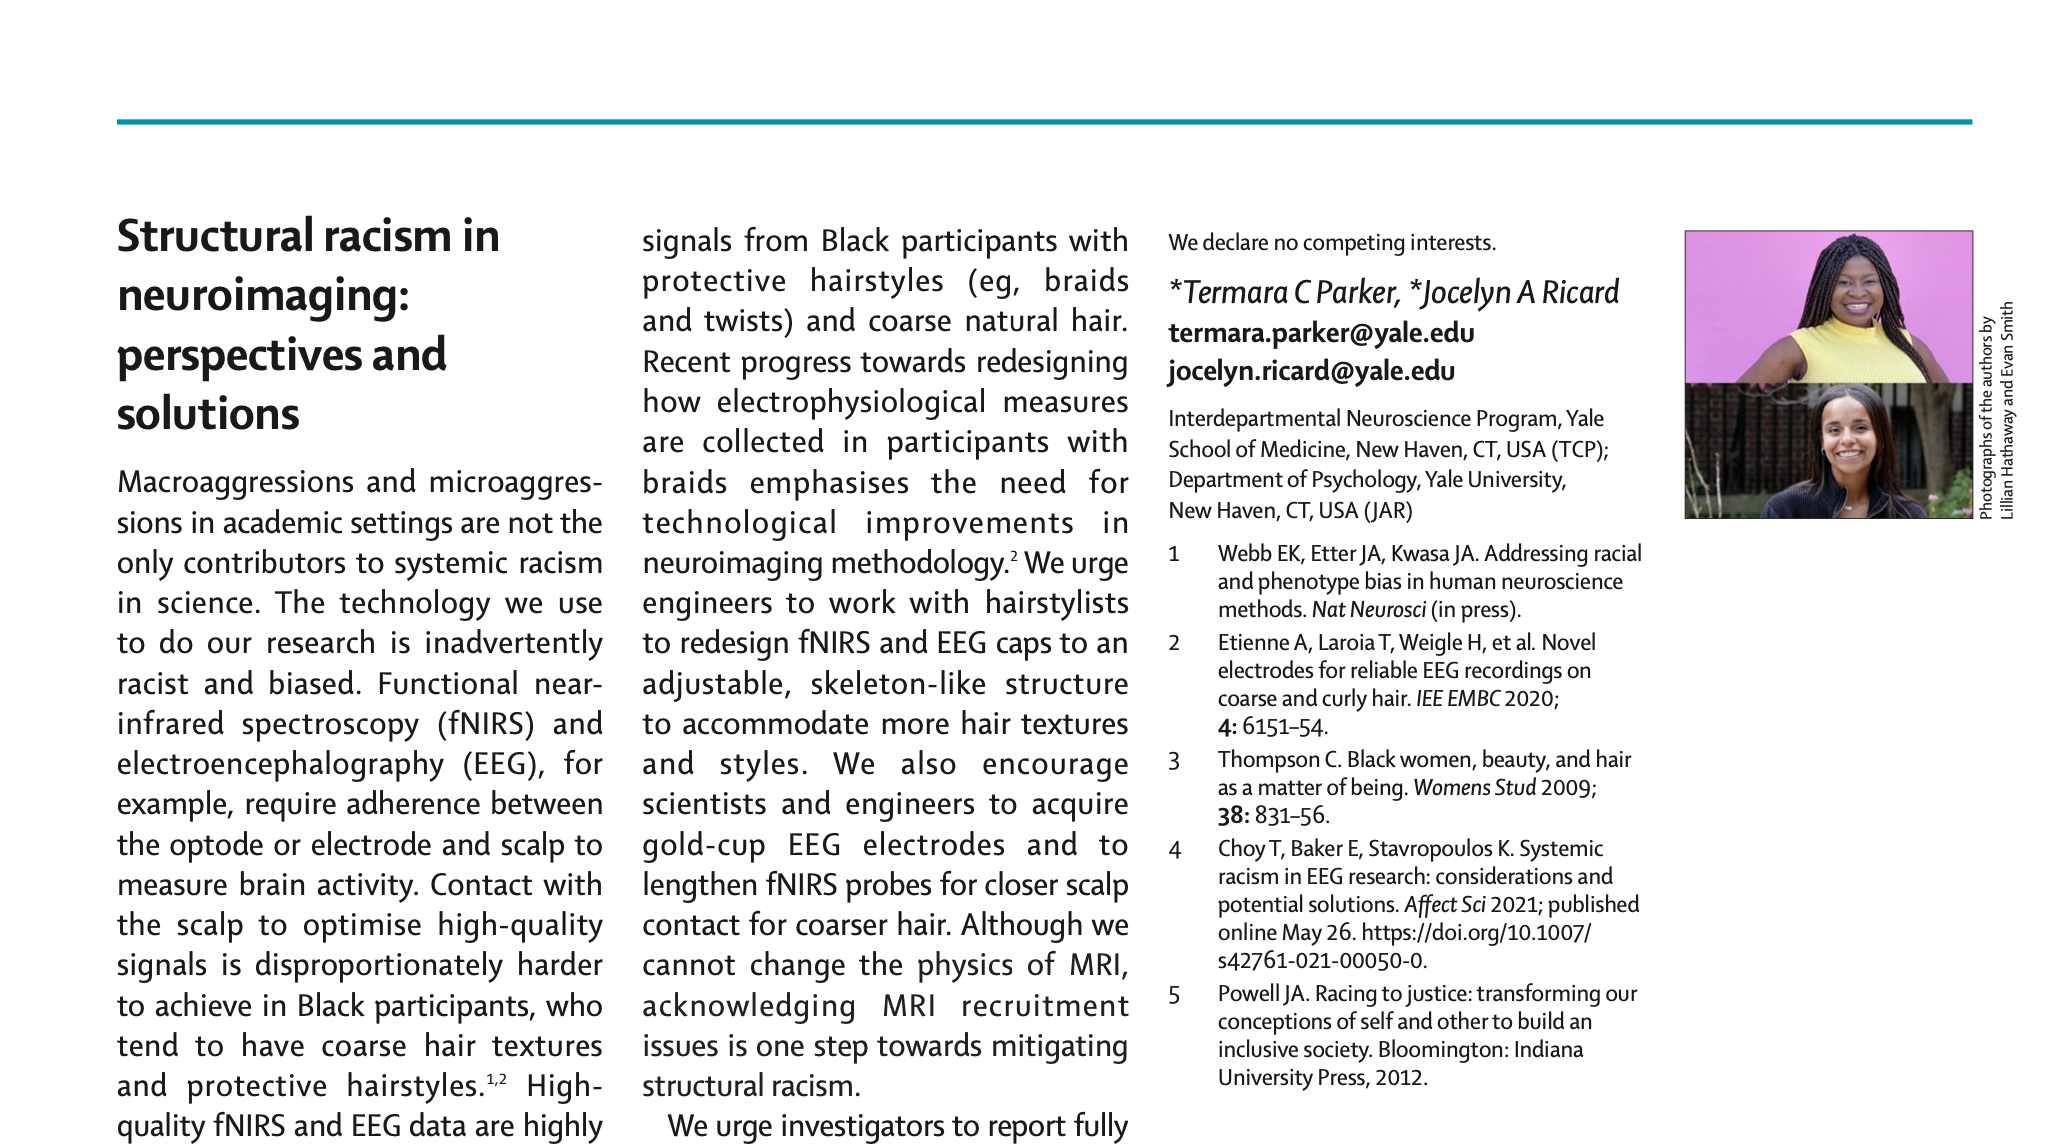 Structural racism in
neuroimaging:
perspectives and
solutions
Macroaggressions and microaggres-
sions in academic settings are not the
only contributors to systemic racism
in science. The technology we use
to do our research is inadvertently
racist and biased. Functional near-
infrared spectroscopy (fNIRS) and
electroencephalography (EEG), for
example, require adherence between
the optode or electrode and scalp to
measure brain activity. Contact with
the scalp to optimise high-quality
signals is disproportionately harder
to achieve in Black participants, who
tend to have coarse hair textures
and protective hairstyles.1,2 High-
quality fNIRS and EEG data are highly
signals from Black participants with
protective hairstyles (eg, braids
and twists) and coarse natural hair.
Recent progress towards redesigning
how electrophysiological measures
are collected in participants with
braids emphasises the need for
technological improvements in
neuroimaging methodology.2 We urge
engineers to work with hairstylists
to redesign fNIRS and EEG caps to an
adjustable, skeleton-like structure
to accommodate more hair textures
and styles. We also encourage
scientists and engineers to acquire
gold-cup EEG electrodes and to
lengthen fNIRS probes for closer scalp
contact for coarser hair. Although we
cannot change the physics of MRI,
acknowledging MRI recruitment
issues is one step towards mitigating
structural racism.
We urge investigators to report fully
We declare no competing interests.
*Termara C Parker, *Jocelyn A Ricard
termara.parker@yale.edu
jocelyn.ricard@yale.edu
Interdepartmental Neuroscience Program, Yale
School of Medicine, New Haven, CT, USA (TCP);
Department of Psychology, Yale University,
New Haven, CT, USA (JAR)
1 Webb EK, Etter JA, Kwasa JA. Addressing racial
and phenotype bias in human neuroscience
methods. Nat Neurosci (in press).
2 Etienne A, Laroia T, Weigle H, et al. Novel
electrodes for reliable EEG recordings on
coarse and curly hair. IEE EMBC 2020;
4: 6151–54.
3 Thompson C. Black women, beauty, and hair
as a matter of being. Womens Stud 2009;
38: 831–56.
4 Choy T, Baker E, Stavropoulos K. Systemic
racism in EEG research: considerations and
potential solutions. Affect Sci 2021; published
online May 26. https://doi.org/10.1007/
s42761-021-00050-0.
5 Powell JA. Racing to justice: transforming our
conceptions of self and other to build an
inclusive society. Bloomington: Indiana
University Press, 2012.
Photographs of the authors by
Lillian Hathaway and Evan Smith